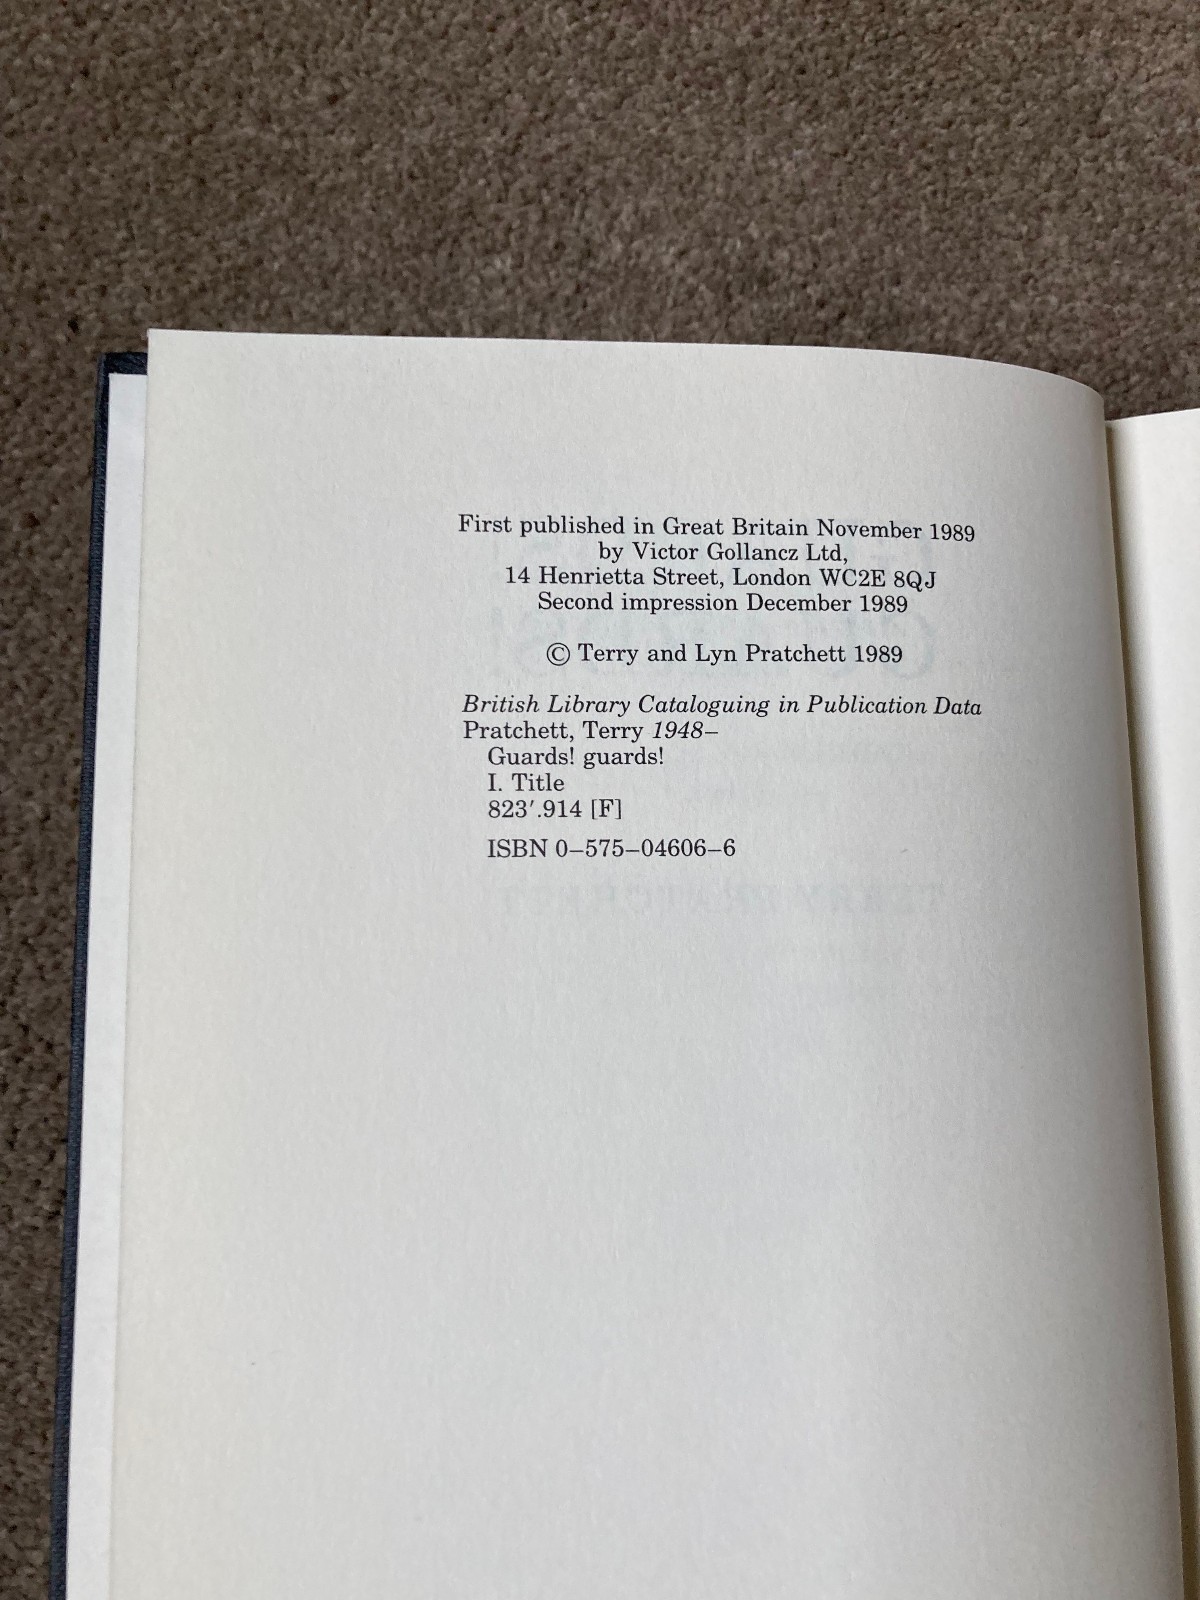 First published in Great Britain November 1989
by Victor Gollancz Ltd,
14 Henrietta Street, London WC2E 8QJ
Second impression December 1989
© Terry and Lyn Pratchett 1989
British Library Cataloguing in Publication Data
Pratchett, Terry 1948–
Guards! guards!
I. Title
823′.914 [F]
ISBN 0–575–04606–6